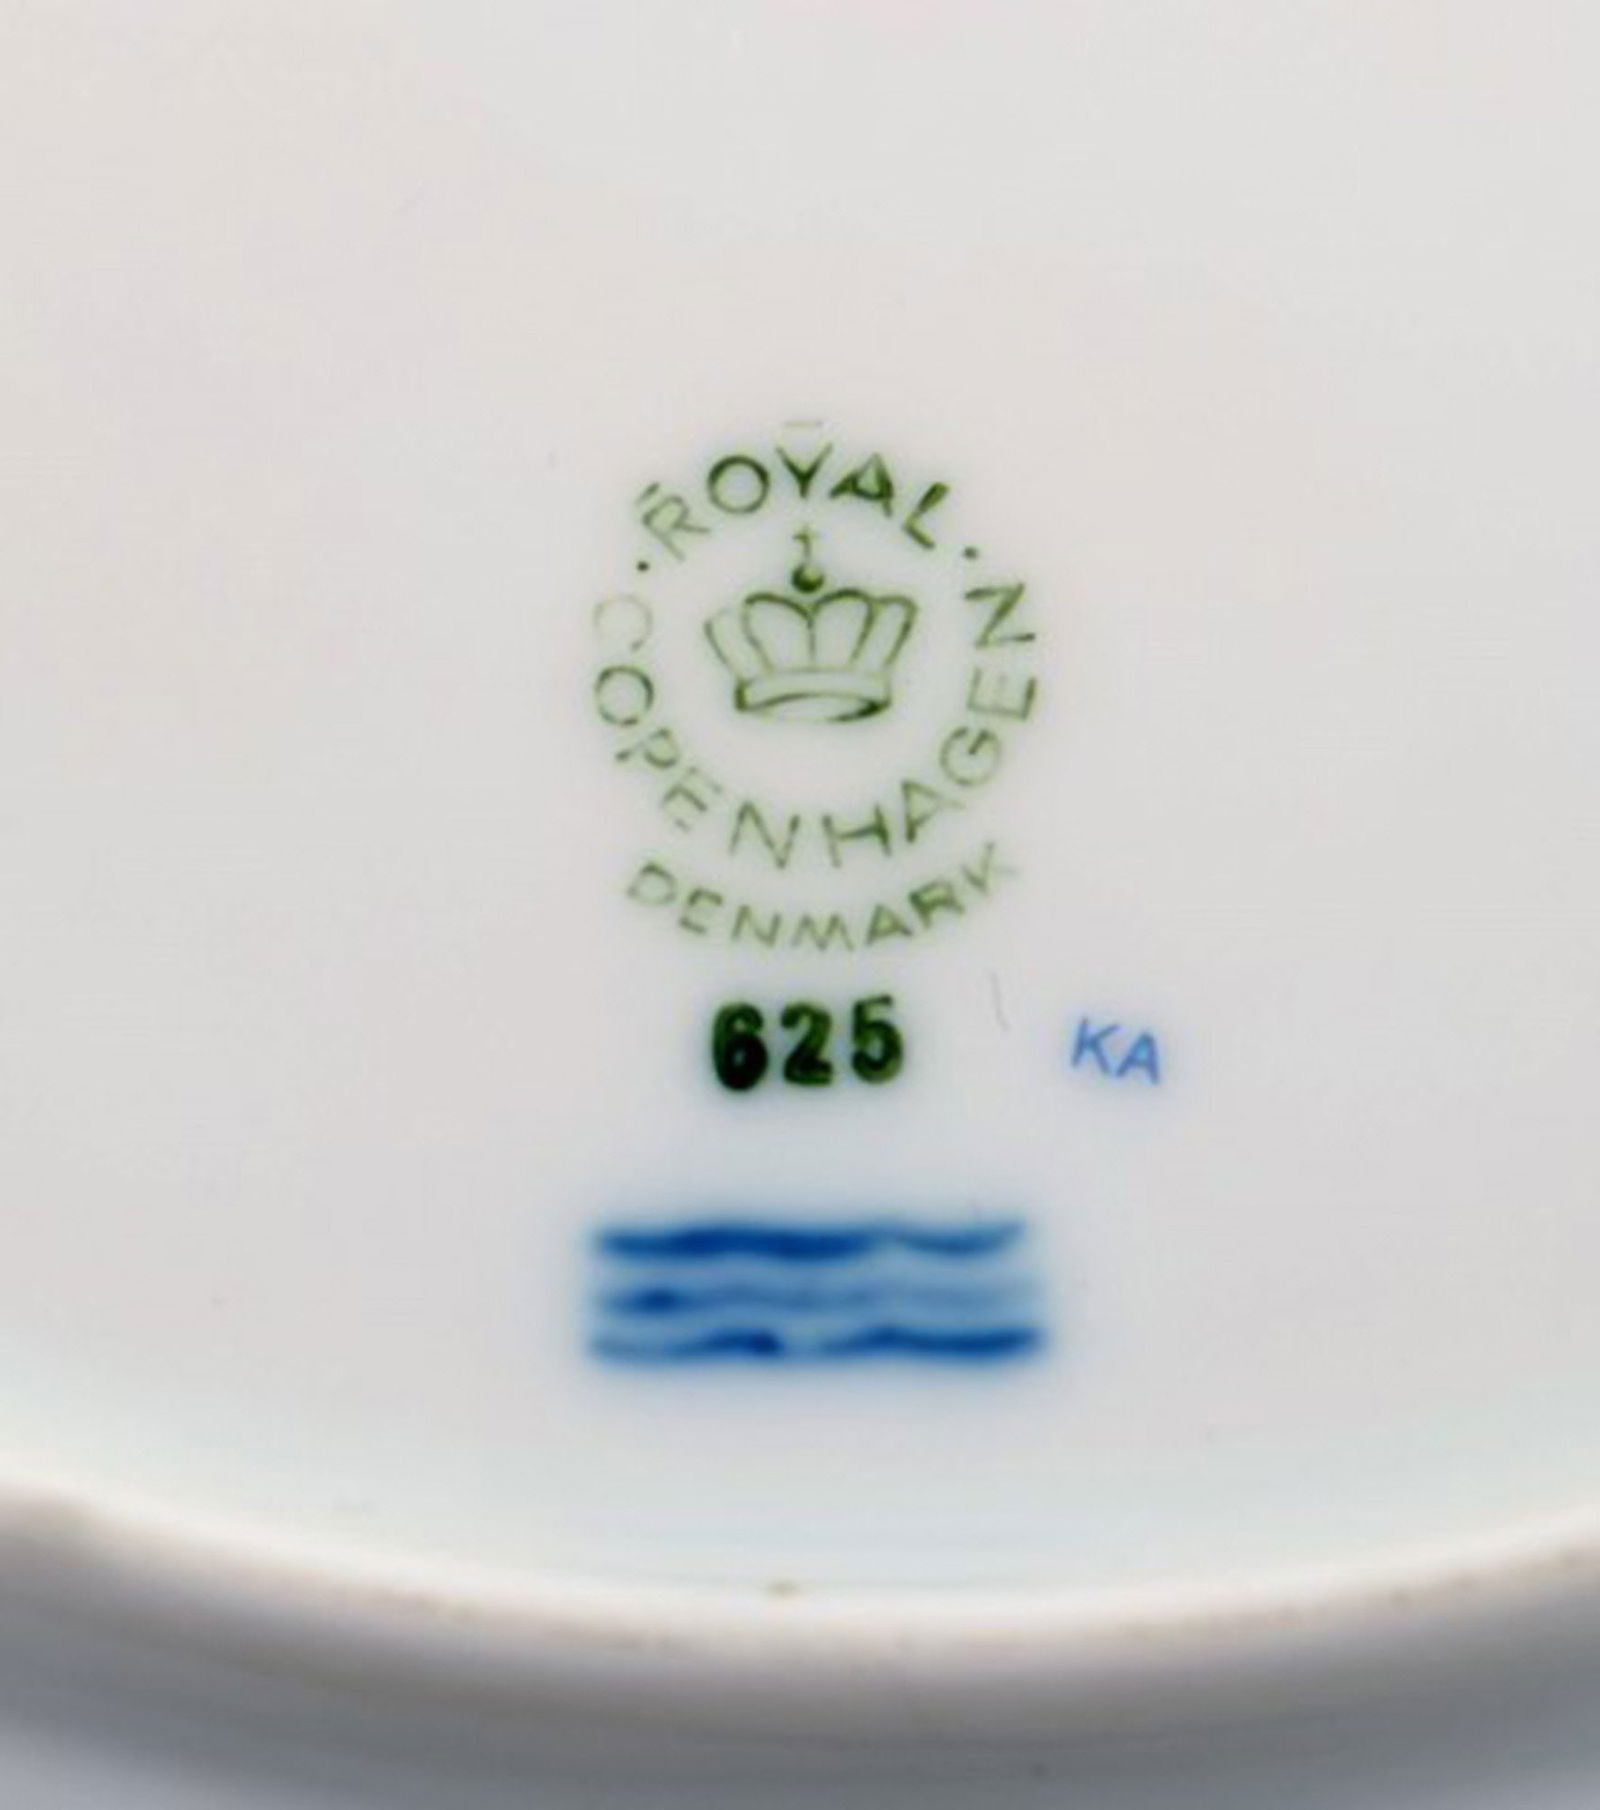 · ROYAL ·
COPENHAGEN
DENMARK
625
KA